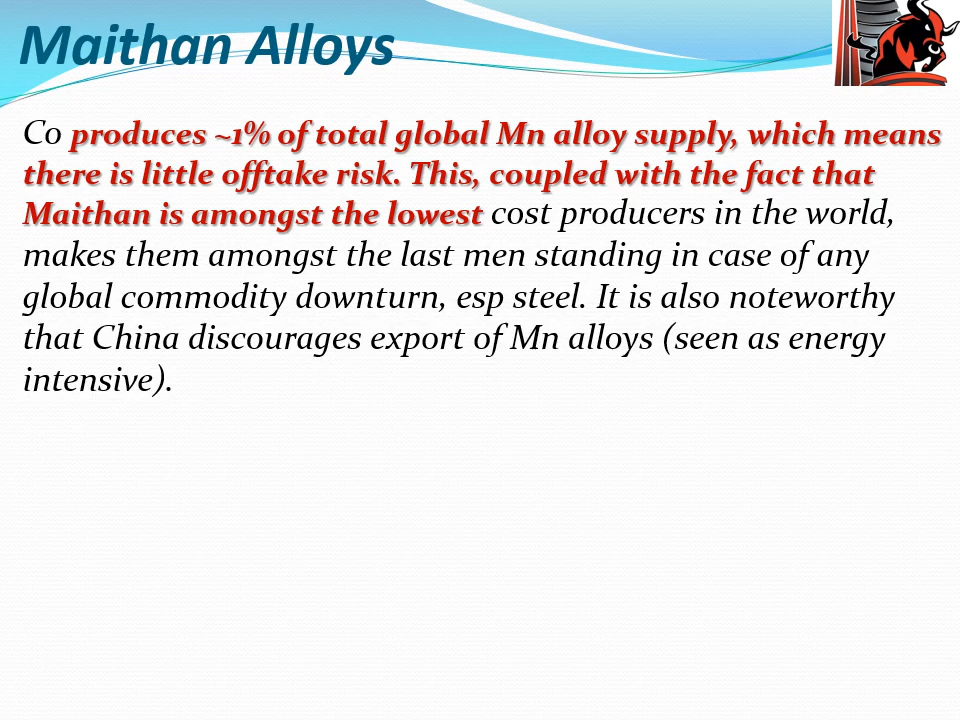 Maithan Alloys
Co produces ~1% of total global Mn alloy supply, which means
there is little offtake risk. This, coupled with the fact that
Maithan is amongst the lowest cost producers in the world,
makes them amongst the last men standing in case of any
global commodity downturn, esp steel. It is also noteworthy
that China discourages export of Mn alloys (seen as energy
intensive).